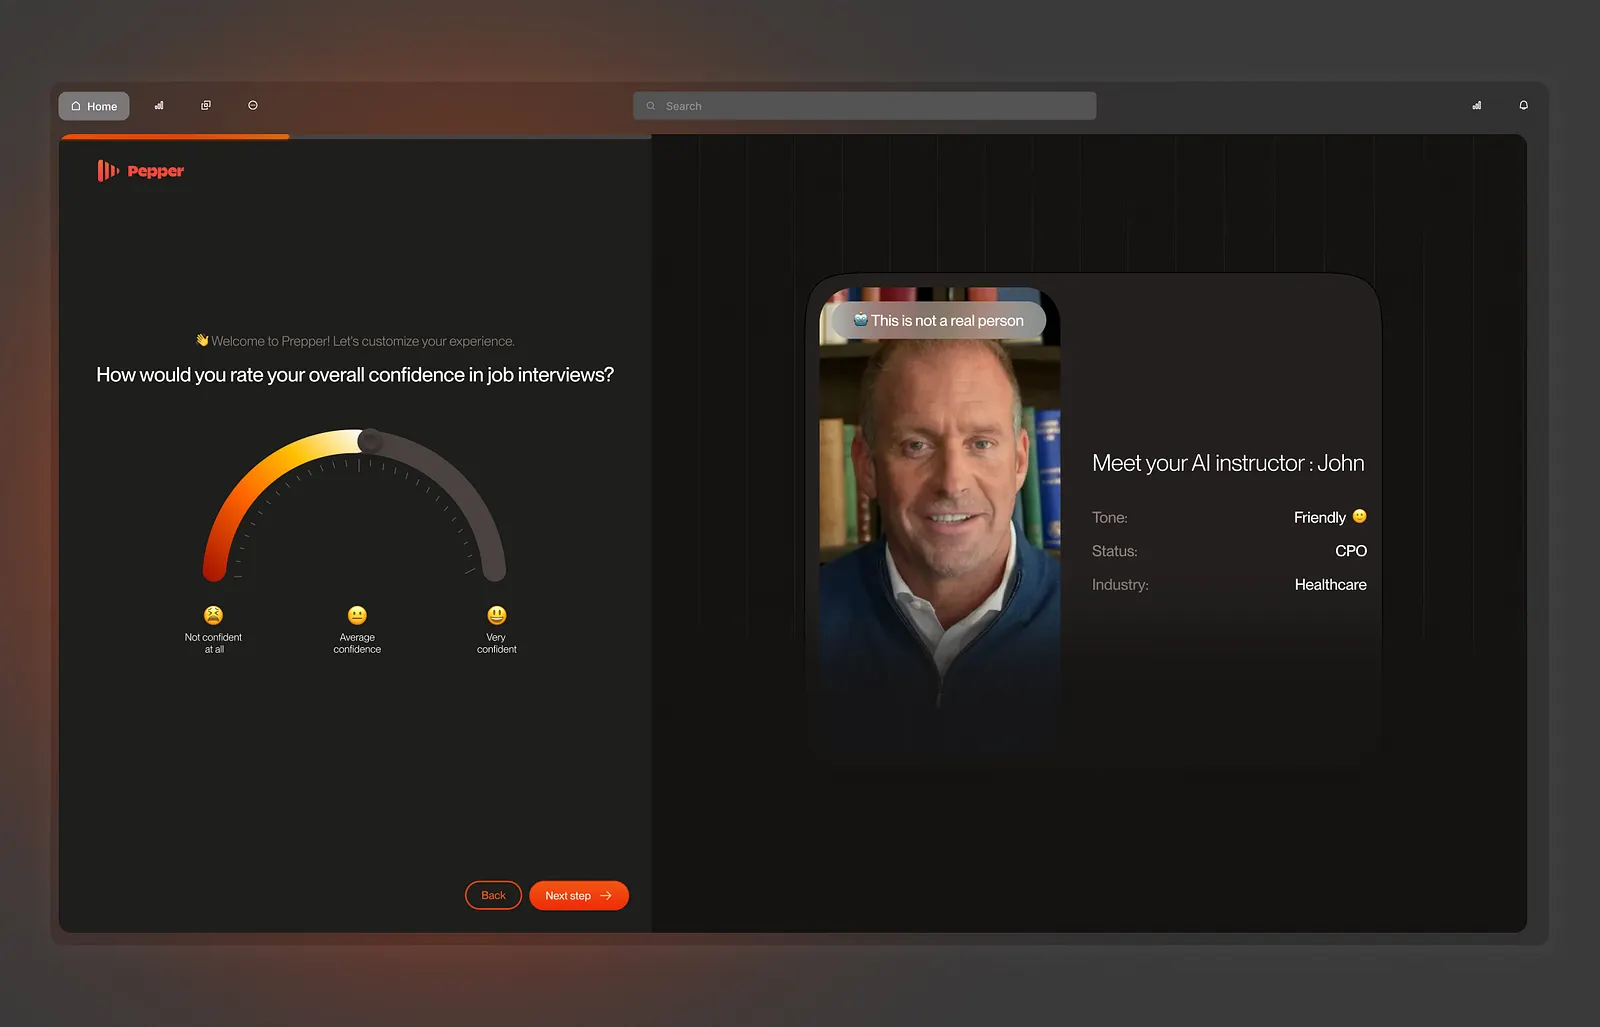 Home
Search
Pepper
👋 Welcome to Prepper! Let's customize your experience.
How would you rate your overall confidence in job interviews?
Not confident
at all
Average
confidence
Very
confident
Back
Next step →
🤖 This is not a real person
Meet your AI instructor : John
Tone: Friendly 🙂
Status: CPO
Industry: Healthcare